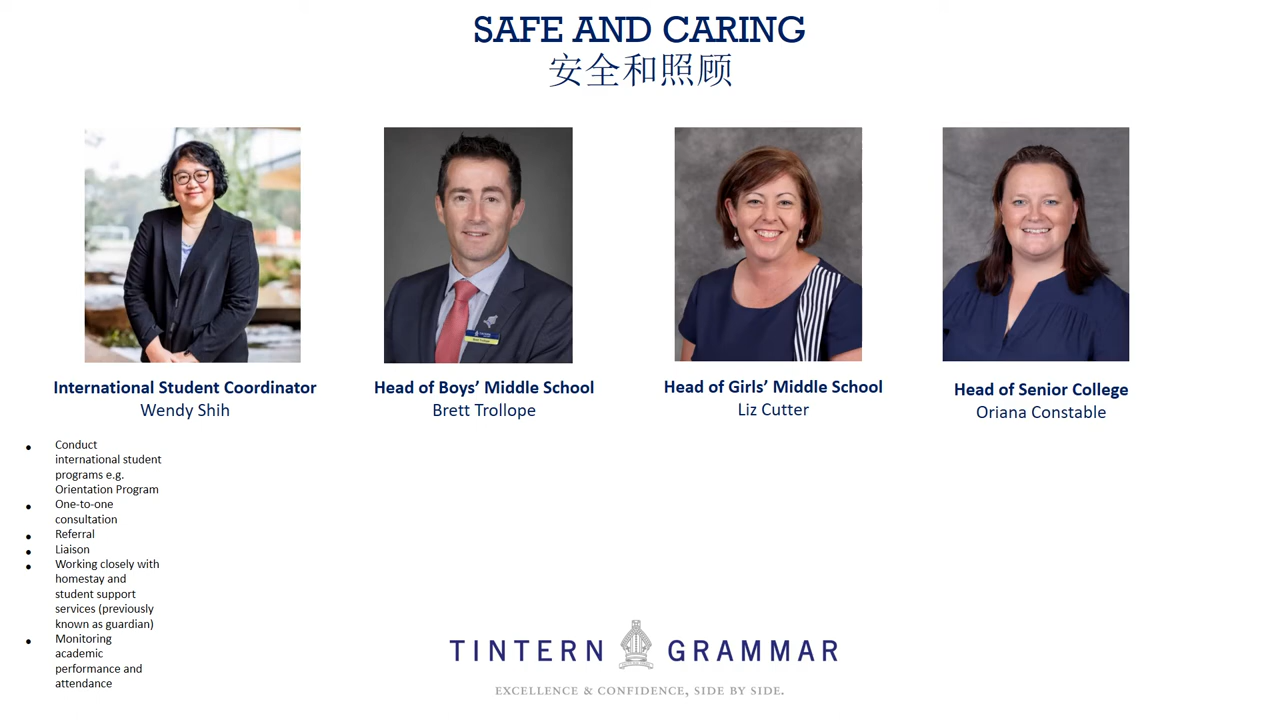 SAFE AND CARING
安全和照顾
International Student Coordinator
Wendy Shih
Head of Boys’ Middle School
Brett Trollope
Head of Girls’ Middle School
Liz Cutter
Head of Senior College
Oriana Constable
• Conduct
international student
programs e.g.
Orientation Program
• One-to-one
consultation
• Referral
• Liaison
• Working closely with
homestay and
student support
services (previously
known as guardian)
• Monitoring
academic
performance and
attendance
TINTERN GRAMMAR
EXCELLENCE & CONFIDENCE, SIDE BY SIDE.